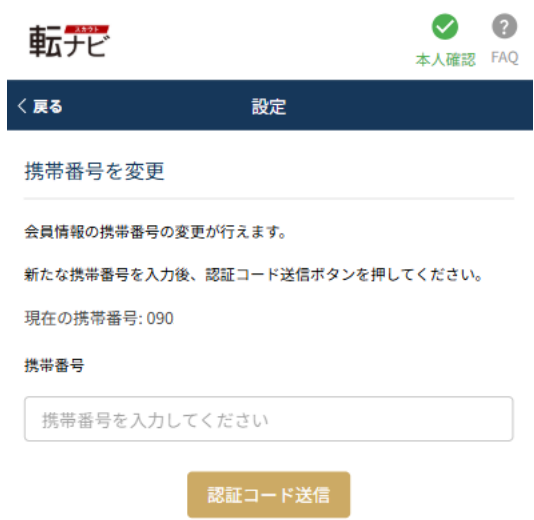 スカウト
転ナビ
本人確認
?
FAQ
< 戻る
設定
携帯番号を変更
会員情報の携帯番号の変更が行えます。
新たな携帯番号を入力後、認証コード送信ボタンを押してください。
現在の携帯番号: 090
携帯番号
携帯番号を入力してください
認証コード送信